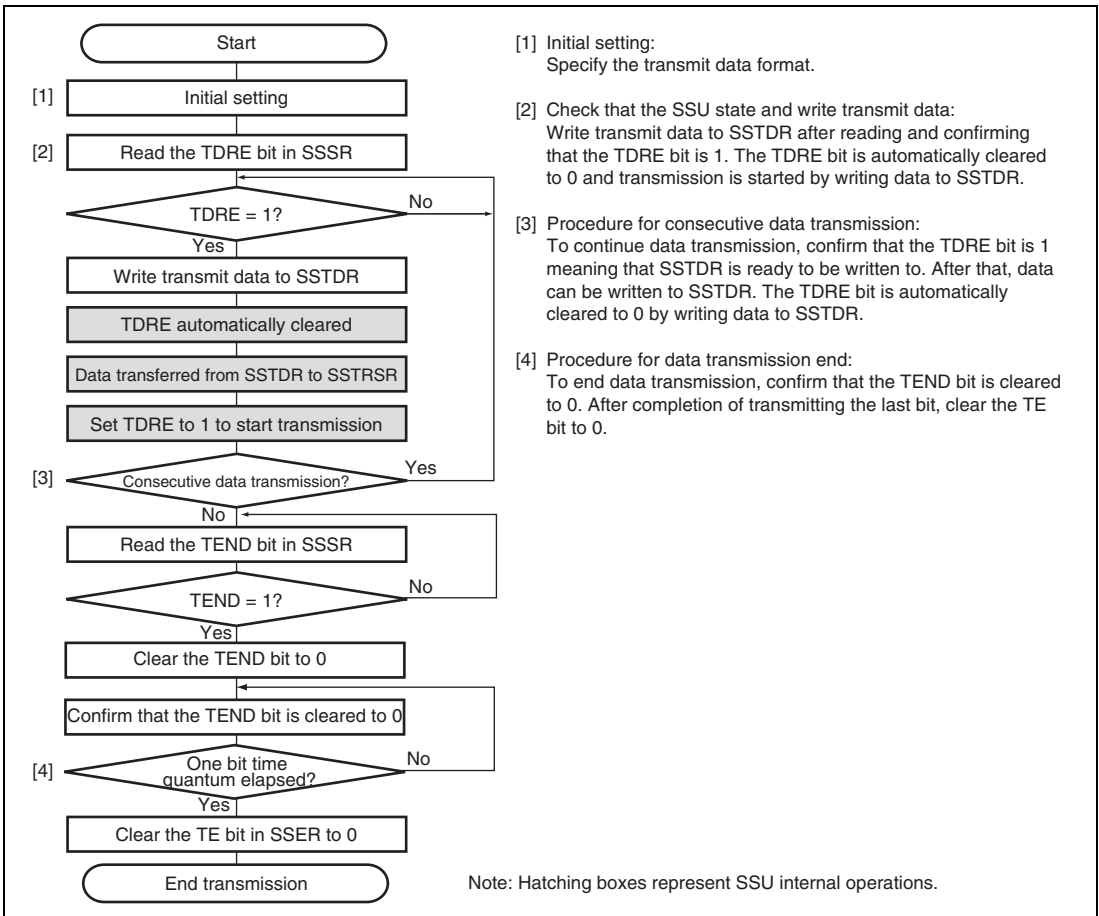 Start
[1] Initial setting
[2] Read the TDRE bit in SSSR
TDRE = 1?
No
Yes
Write transmit data to SSTDR
TDRE automatically cleared
Data transferred from SSTDR to SSTRSR
Set TDRE to 1 to start transmission
[3] Consecutive data transmission?
Yes
No
Read the TEND bit in SSSR
TEND = 1?
No
Yes
Clear the TEND bit to 0
Confirm that the TEND bit is cleared to 0
[4] One bit time
quantum elapsed?
No
Yes
Clear the TE bit in SSER to 0
End transmission
[1] Initial setting:
Specify the transmit data format.
[2] Check that the SSU state and write transmit data:
Write transmit data to SSTDR after reading and confirming
that the TDRE bit is 1. The TDRE bit is automatically cleared
to 0 and transmission is started by writing data to SSTDR.
[3] Procedure for consecutive data transmission:
To continue data transmission, confirm that the TDRE bit is 1
meaning that SSTDR is ready to be written to. After that, data
can be written to SSTDR. The TDRE bit is automatically
cleared to 0 by writing data to SSTDR.
[4] Procedure for data transmission end:
To end data transmission, confirm that the TEND bit is cleared
to 0. After completion of transmitting the last bit, clear the TE
bit to 0.
Note: Hatching boxes represent SSU internal operations.